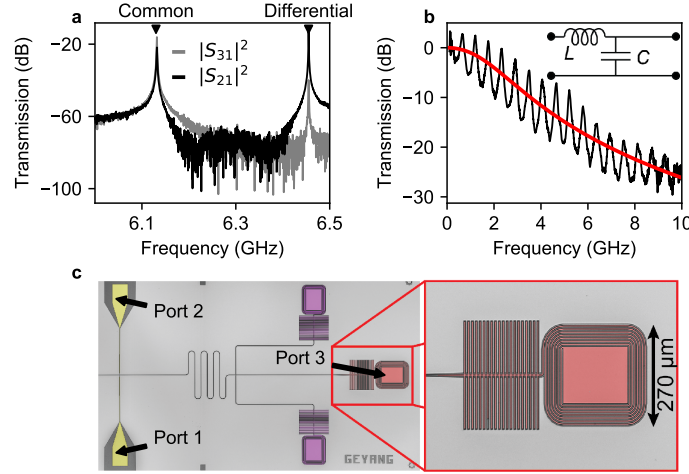 a
Common
Differential
|S31|²
|S21|²
Transmission (dB)
−20
−60
−100
6.1
6.3
6.5
Frequency (GHz)
b
L
C
Transmission (dB)
0
−10
−20
−30
0
2
4
6
8
10
Frequency (GHz)
c
Port 2
Port 3
Port 1
GEYANG
270 μm